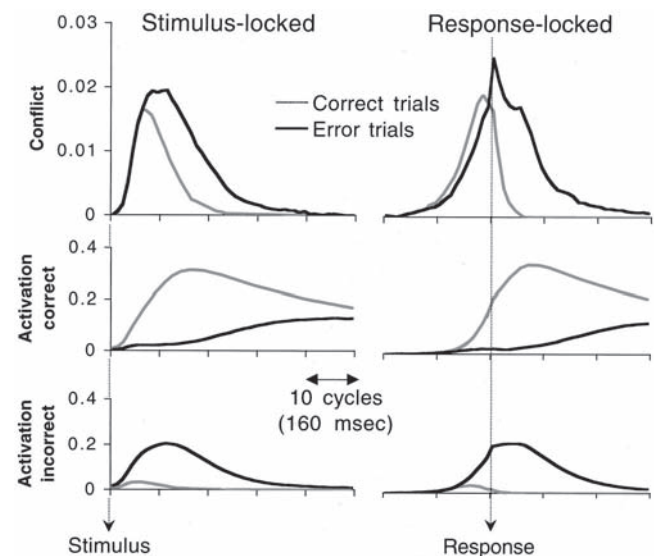 Stimulus-locked
Response-locked
0.03
0.02
0.01
0
Conflict
Correct trials
Error trials
0.4
0.2
0
Activation
correct
0.4
0.2
0
Activation
incorrect
10 cycles
(160 msec)
Stimulus
Response